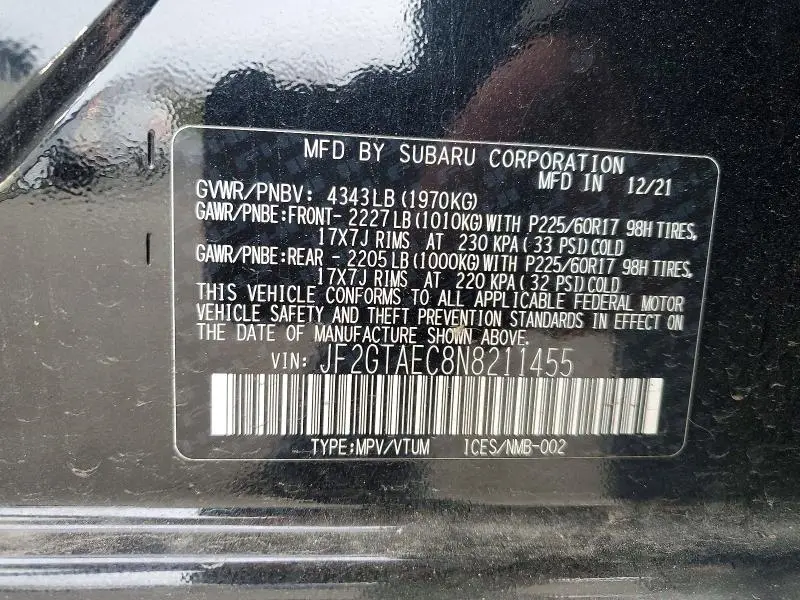 MFD BY SUBARU CORPORATION
MFD IN 12/21
GVWR/PNBV: 4343LB(1970KG)
GAWR/PNBE:FRONT- 2227LB(1010KG)WITH P225/60R17 98H TIRES,
17X7J RIMS AT 230 KPA( 33 PSI)COLD
GAWR/PNBE:REAR - 2205LB(1000KG)WITH P225/60R17 98H TIRES,
17X7J RIMS AT 220 KPA( 32 PSI)COLD
THIS VEHICLE CONFORMS TO ALL APPLICABLE FEDERAL MOTOR
VEHICLE SAFETY AND THEFT PREVENTION STANDARDS IN EFFECT ON
THE DATE OF MANUFACTURE SHOWN ABOVE.
VIN: JF2GTAEC8N8211455
TYPE:MPV/VTUM ICES/NMB-002